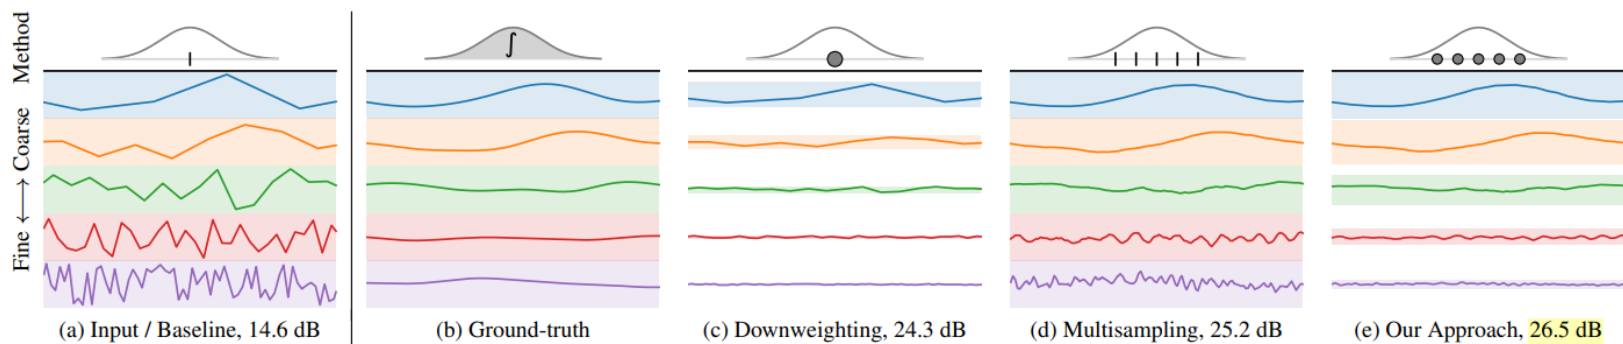 Method
∫
Fine ⟷ Coarse
(a) Input / Baseline, 14.6 dB
(b) Ground-truth
(c) Downweighting, 24.3 dB
(d) Multisampling, 25.2 dB
(e) Our Approach, 26.5 dB